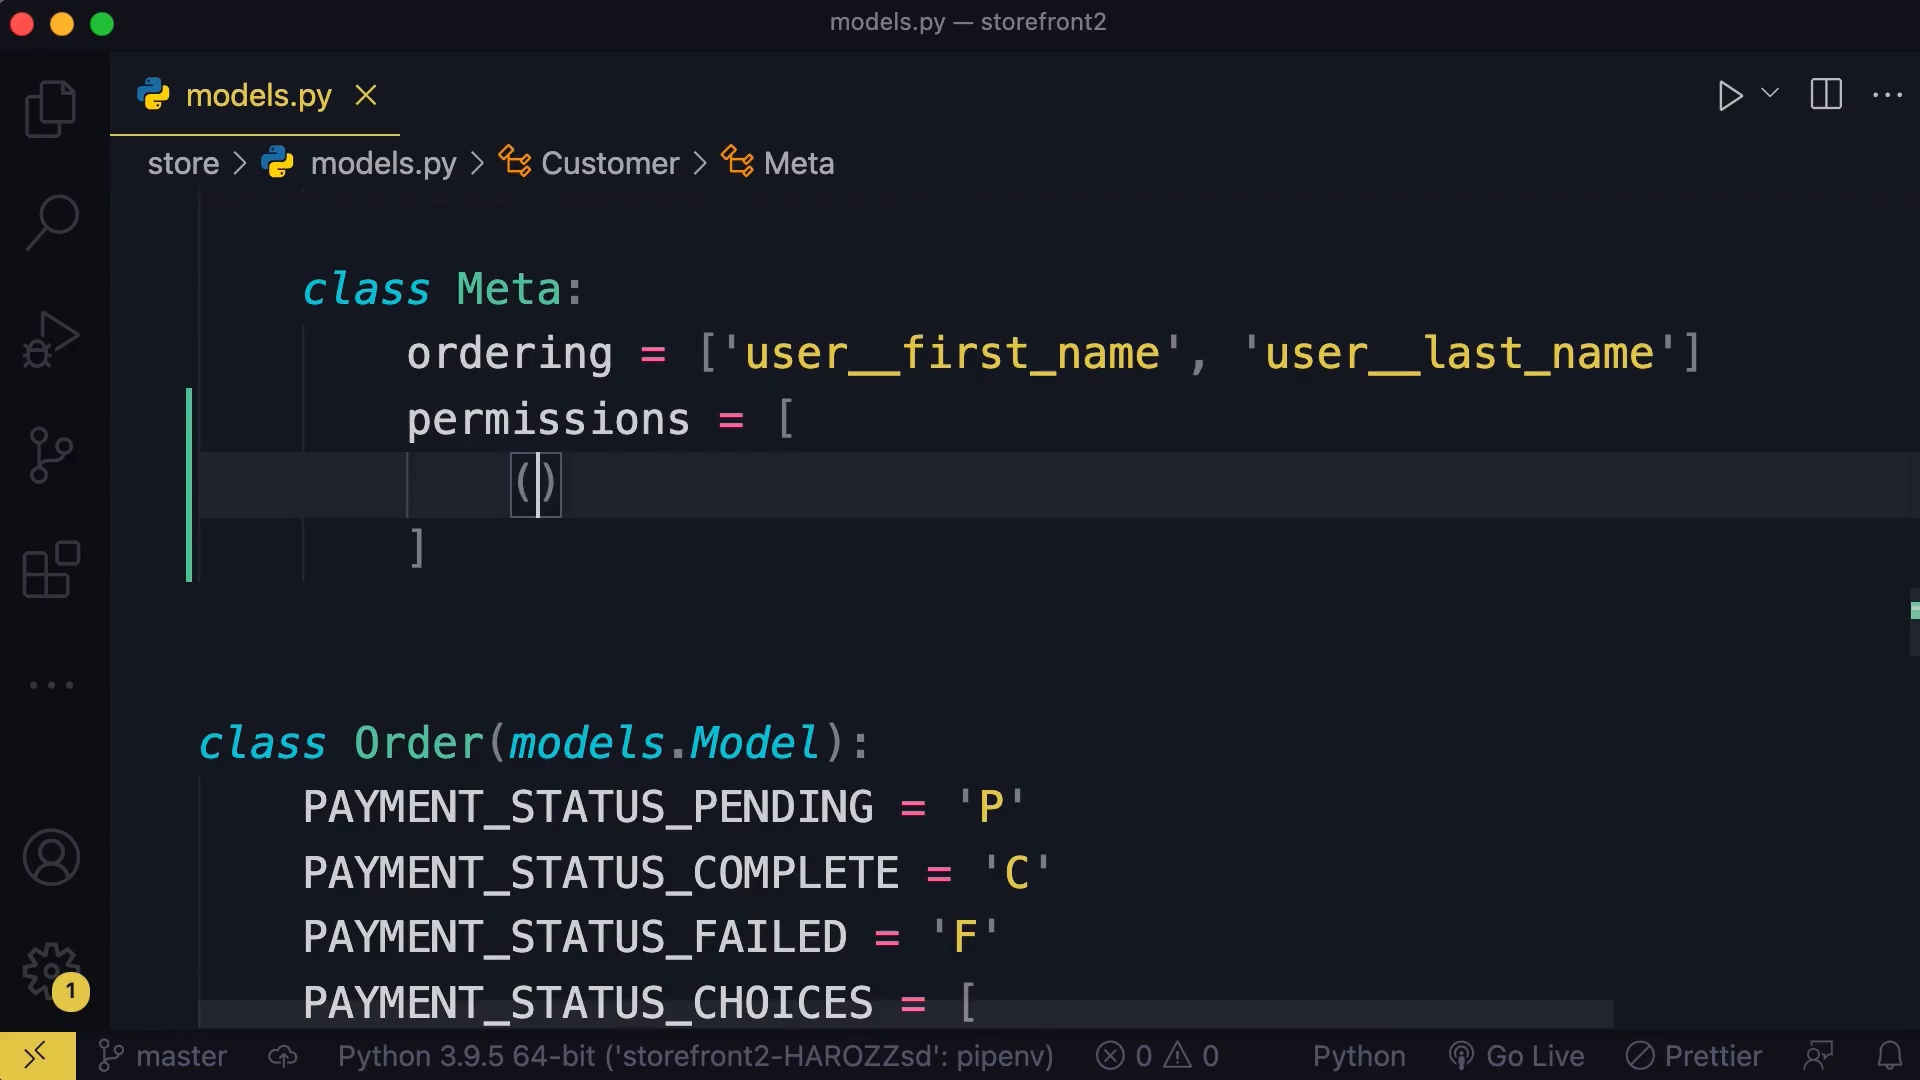 models.py — storefront2
models.py
store > models.py > Customer > Meta
class Meta:
ordering = ['user__first_name', 'user__last_name']
permissions = [
()
]
class Order(models.Model):
PAYMENT_STATUS_PENDING = 'P'
PAYMENT_STATUS_COMPLETE = 'C'
PAYMENT_STATUS_FAILED = 'F'
PAYMENT_STATUS_CHOICES = [
1
master Python 3.9.5 64-bit ('storefront2-HAROZZsd': pipenv) 0 0 Python Go Live Prettier